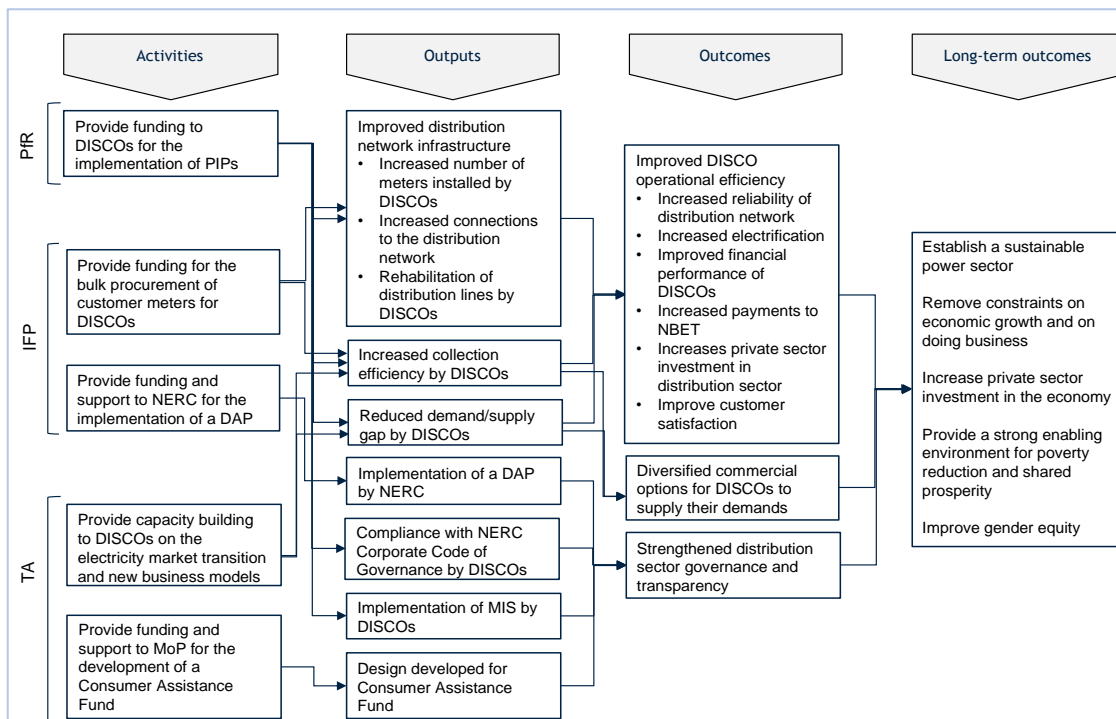 Activities
Outputs
Outcomes
Long-term outcomes
PfR
Provide funding to
DISCOs for the
implementation of PIPs
IFP
Provide funding for the
bulk procurement of
customer meters for
DISCOs
Provide funding and
support to NERC for the
implementation of a DAP
TA
Provide capacity building
to DISCOs on the
electricity market transition
and new business models
Provide funding and
support to MoP for the
development of a
Consumer Assistance
Fund
Improved distribution
network infrastructure
• Increased number of
meters installed by
DISCOs
• Increased connections
to the distribution
network
• Rehabilitation of
distribution lines by
DISCOs
Increased collection
efficiency by DISCOs
Reduced demand/supply
gap by DISCOs
Implementation of a DAP
by NERC
Compliance with NERC
Corporate Code of
Governance by DISCOs
Implementation of MIS by
DISCOs
Design developed for
Consumer Assistance
Fund
Improved DISCO
operational efficiency
• Increased reliability of
distribution network
• Increased electrification
• Improved financial
performance of
DISCOs
• Increased payments to
NBET
• Increases private sector
investment in
distribution sector
• Improve customer
satisfaction
Diversified commercial
options for DISCOs to
supply their demands
Strengthened distribution
sector governance and
transparency
Establish a sustainable
power sector
Remove constraints on
economic growth and on
doing business
Increase private sector
investment in the economy
Provide a strong enabling
environment for poverty
reduction and shared
prosperity
Improve gender equity